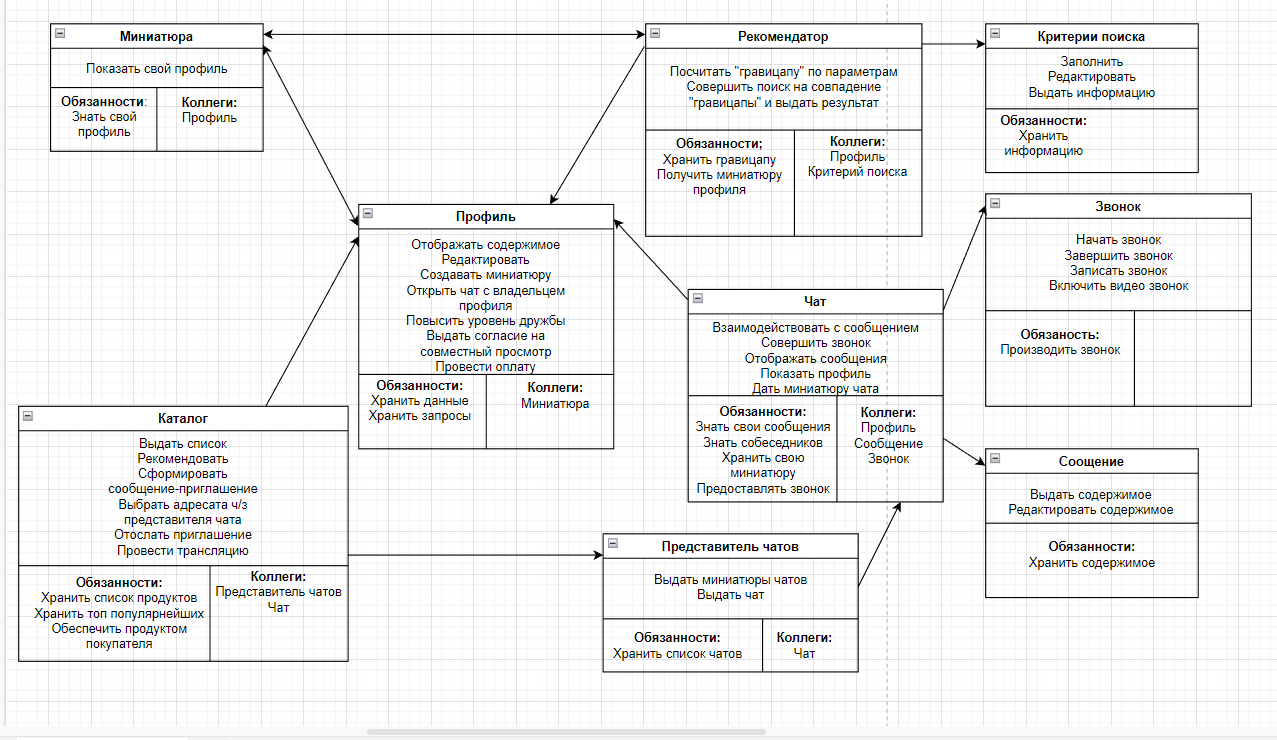 Миниатюра
Показать свой профиль
Обязанности:
Знать свой
профиль
Коллеги:
Профиль
Рекомендатор
Посчитать "гравицапу" по параметрам
Совершить поиск на совпадение
"гравицапы" и выдать результат
Обязанности;
Хранить гравицапу
Получить миниатюру
профиля
Коллеги:
Профиль
Критерий поиска
Критерии поиска
Заполнить
Редактировать
Выдать информацию
Обязанности:
Хранить
информацию
Профиль
Отображать содержимое
Редактировать
Создавать миниатюру
Открыть чат с владельцем
профиля
Повысить уровень дружбы
Выдать согласие на
совместный просмотр
Провести оплату
Обязанности:
Хранить данные
Хранить запросы
Коллеги:
Миниатюра
Звонок
Начать звонок
Завершить звонок
Записать звонок
Включить видео звонок
Обязаность:
Производить звонок
Чат
Взаимодействовать с сообщением
Совершить звонок
Отображать сообщения
Показать профиль
Дать миниатюру чата
Обязанности:
Знать свои сообщения
Знать собеседников
Хранить свою
миниатюру
Предоставлять звонок
Коллеги:
Профиль
Сообщение
Звонок
Каталог
Выдать список
Рекомендовать
Сформировать
сообщение-приглашение
Выбрать адресата ч/з
представителя чата
Отослать приглашение
Провести трансляцию
Обязанности:
Хранить список продуктов
Хранить топ популярнейших
Обеспечить продуктом
покупателя
Коллеги:
Представитель чатов
Чат
Соощение
Выдать содержимое
Редактировать содержимое
Обязанности:
Хранить содержимое
Представитель чатов
Выдать миниатюры чатов
Выдать чат
Обязанности:
Хранить список чатов
Коллеги:
Чат